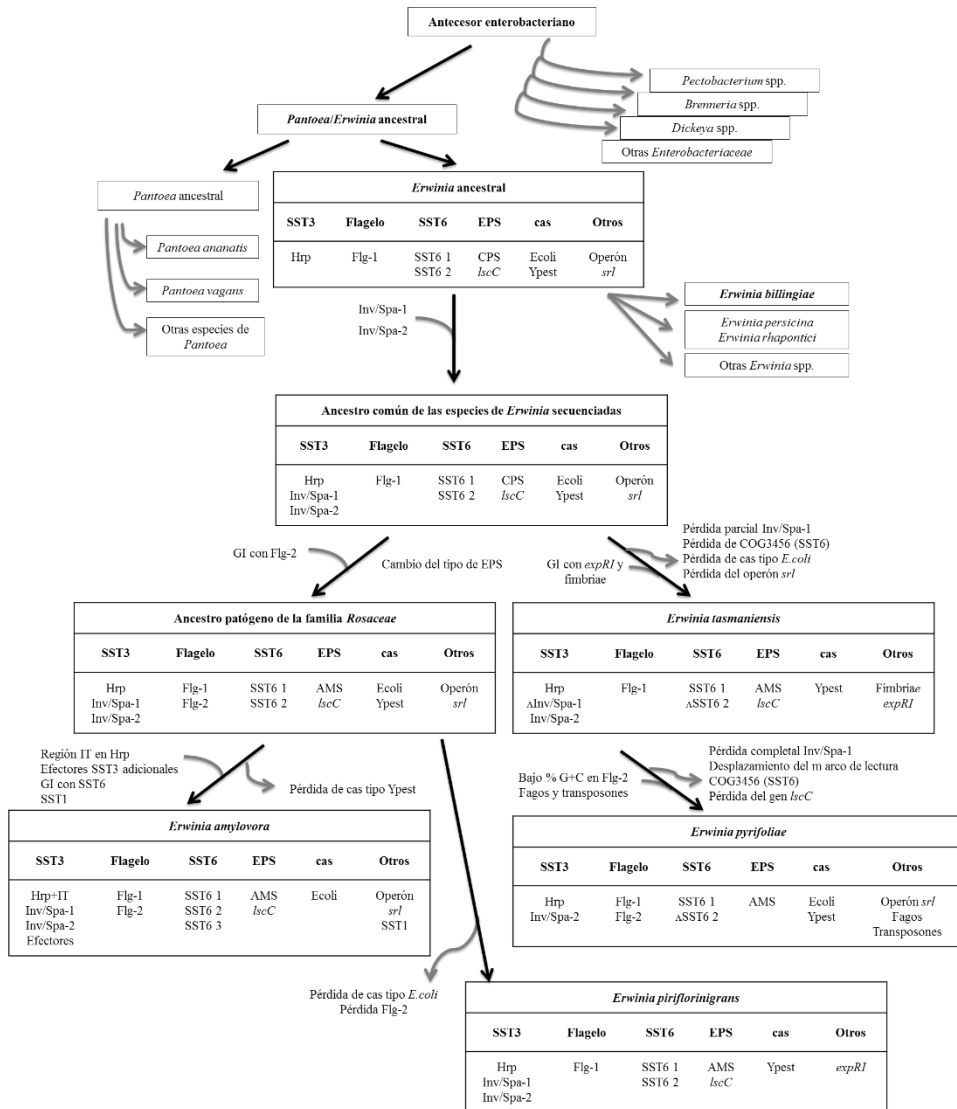 Antecesor enterobacteriano
Pectobacterium spp.
Brenneria spp.
Dickeya spp.
Otras Enterobacteriaceae
Pantoea/Erwinia ancestral
Pantoea ancestral
Pantoea ananatis
Pantoea vagans
Otras especies de
Pantoea
Erwinia ancestral
SST3 Flagelo SST6 EPS cas Otros
Hrp Flg-1 SST6 1 CPS Ecoli Operón
SST6 2 lscC Ypest srl
Inv/Spa-1
Inv/Spa-2
Erwinia billingiae
Erwinia persicina
Erwinia rhapontici
Otras Erwinia spp.
Ancestro común de las especies de Erwinia secuenciadas
SST3 Flagelo SST6 EPS cas Otros
Hrp Flg-1 SST6 1 CPS Ecoli Operón
Inv/Spa-1 SST6 2 lscC Ypest srl
Inv/Spa-2
GI con Flg-2
Cambio del tipo de EPS
GI con expRI y
fimbriae
Pérdida parcial Inv/Spa-1
Pérdida de COG3456 (SST6)
Pérdida de cas tipo E.coli
Pérdida del operón srl
Ancestro patógeno de la familia Rosaceae
SST3 Flagelo SST6 EPS cas Otros
Hrp Flg-1 SST6 1 AMS Ecoli Operón
Inv/Spa-1 Flg-2 SST6 2 lscC Ypest srl
Inv/Spa-2
Erwinia tasmaniensis
SST3 Flagelo SST6 EPS cas Otros
Hrp Flg-1 SST6 1 AMS Ypest Fimbriae
ΔInv/Spa-1 ΔSST6 2 lscC expRI
Inv/Spa-2
Región IT en Hrp
Efectores SST3 adicionales
GI con SST6
SST1
Pérdida de cas tipo Ypest
Bajo % G+C en Flg-2
Fagos y transposones
Pérdida completal Inv/Spa-1
Desplazamiento del m arco de lectura
COG3456 (SST6)
Pérdida del gen lscC
Erwinia amylovora
SST3 Flagelo SST6 EPS cas Otros
Hrp+IT Flg-1 SST6 1 AMS Ecoli Operón
Inv/Spa-1 Flg-2 SST6 2 lscC srl
Inv/Spa-2 SST6 3 SST1
Efectores
Erwinia pyrifoliae
SST3 Flagelo SST6 EPS cas Otros
Hrp Flg-1 SST6 1 AMS Ecoli Operón srl
Inv/Spa-2 Flg-2 ΔSST6 2 Ypest Fagos
Transposones
Pérdida de cas tipo E.coli
Pérdida Flg-2
Erwinia piriflorinigrans
SST3 Flagelo SST6 EPS cas Otros
Hrp Flg-1 SST6 1 AMS Ypest expRI
Inv/Spa-1 SST6 2 lscC
Inv/Spa-2